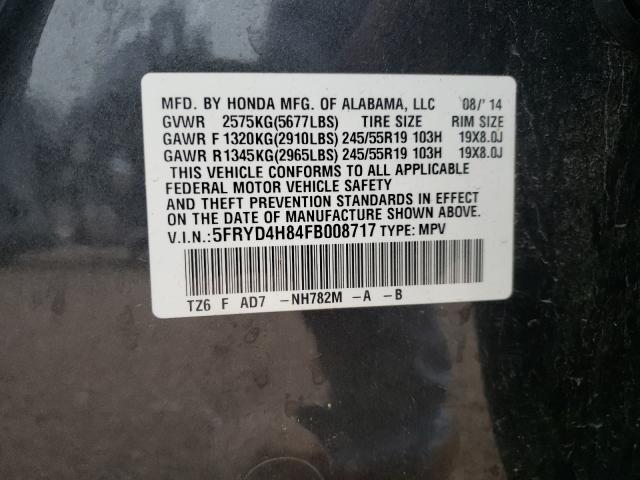 MFD. BY HONDA MFG. OF ALABAMA, LLC 08/'14
GVWR 2575KG(5677LBS) TIRE SIZE RIM SIZE
GAWR F 1320KG(2910LBS) 245/55R19 103H 19X8.0J
GAWR R 1345KG(2965LBS) 245/55R19 103H 19X8.0J
THIS VEHICLE CONFORMS TO ALL APPLICABLE
FEDERAL MOTOR VEHICLE SAFETY
AND THEFT PREVENTION STANDARDS IN EFFECT
ON THE DATE OF MANUFACTURE SHOWN ABOVE.
V.I.N.:5FRYD4H84FB008717 TYPE: MPV
TZ6 F AD7 -NH782M -A -B